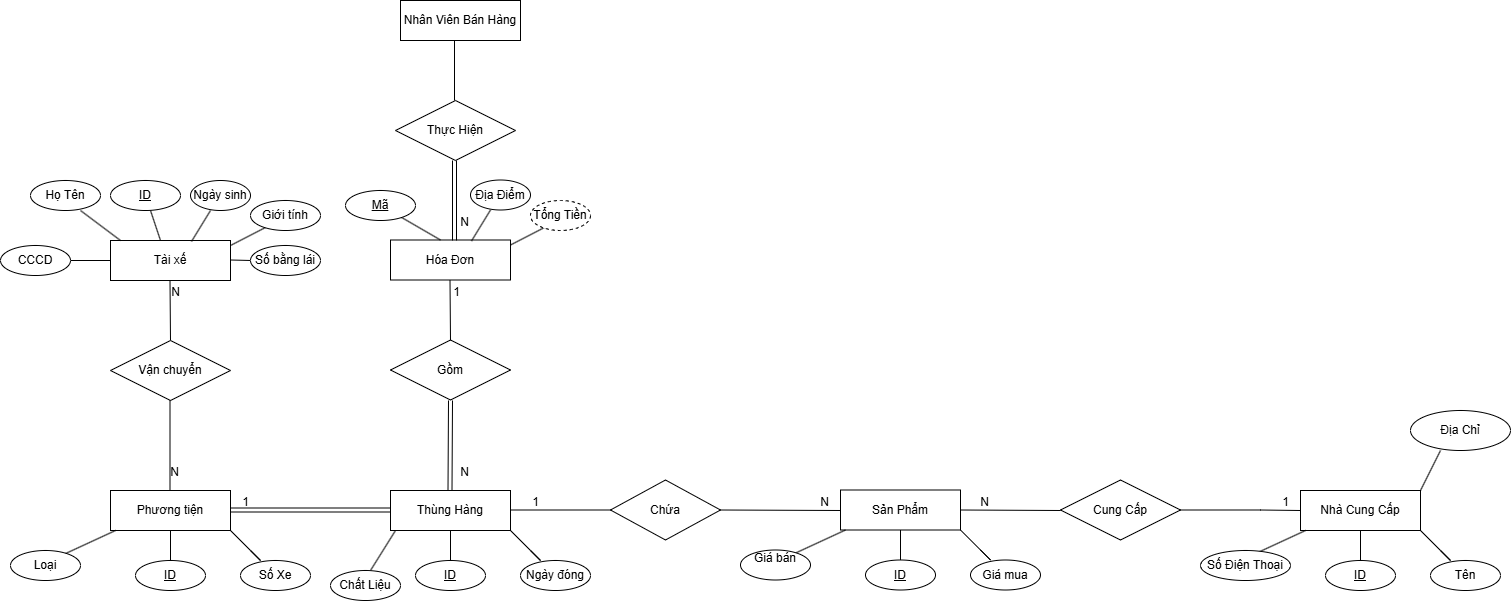 Nhân Viên Bán Hàng
Thực Hiện
Họ Tên
ID
Ngày sinh
Giới tính
CCCD
Tài xế
Số bằng lái
Mã
Địa Điểm
Tổng Tiền
N
Hóa Đơn
N
1
Vận chuyển
Gồm
N
N
Phương tiện
1
Thùng Hàng
1
Chứa
N
Sản Phẩm
N
Cung Cấp
1
Nhà Cung Cấp
Địa Chỉ
Loại
ID
Số Xe
Chất Liệu
ID
Ngày đóng
Giá bán
ID
Giá mua
Số Điện Thoại
ID
Tên